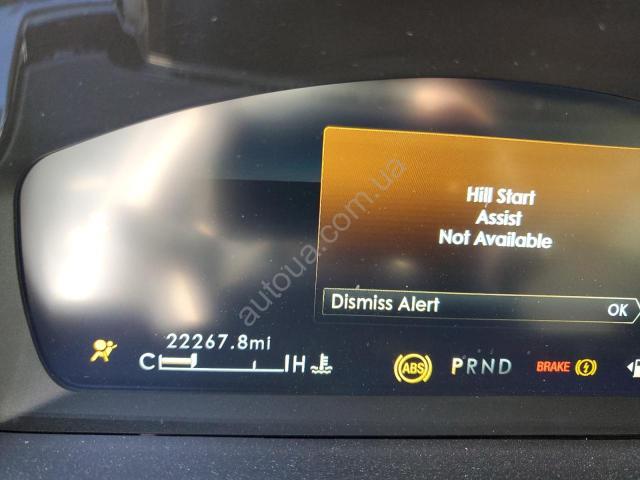 Hill Start
Assist
Not Available
Dismiss Alert OK
autoua.com.ua
22267.8mi
C H ABS PRND BRAKE